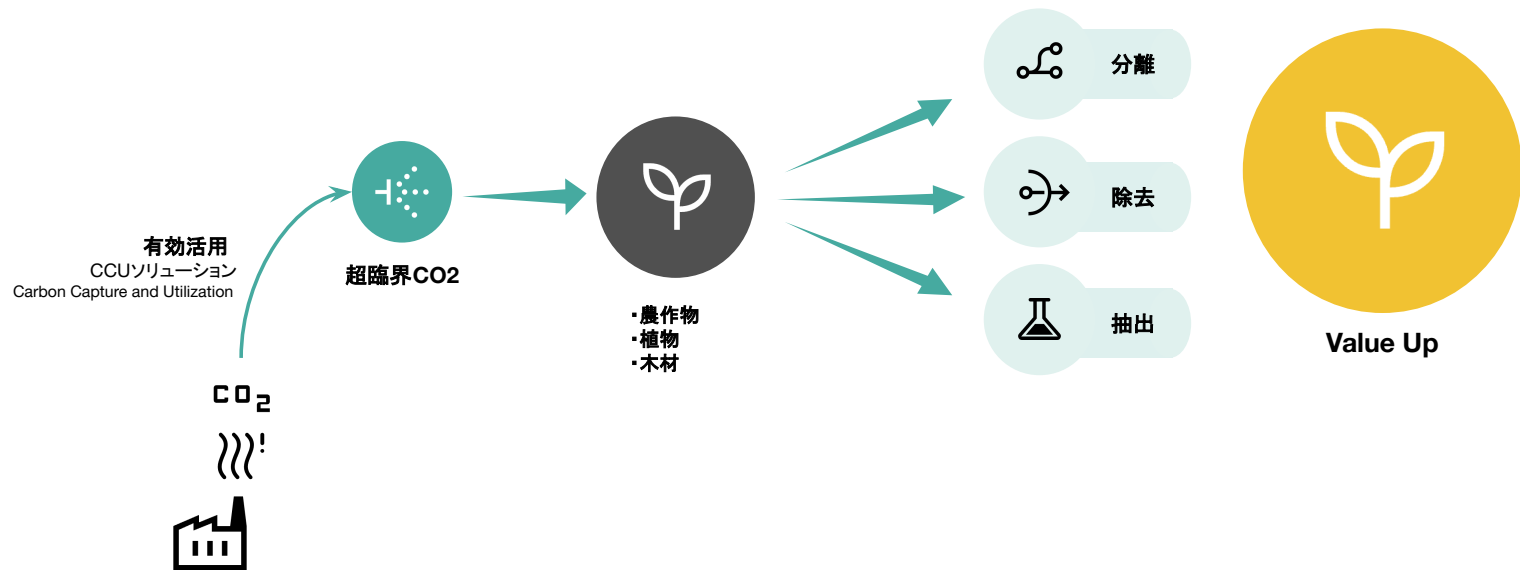 有効活用
CCUソリューション
Carbon Capture and Utilization
CO2
超臨界CO2
・農作物
・植物
・木材
分離
除去
抽出
Value Up